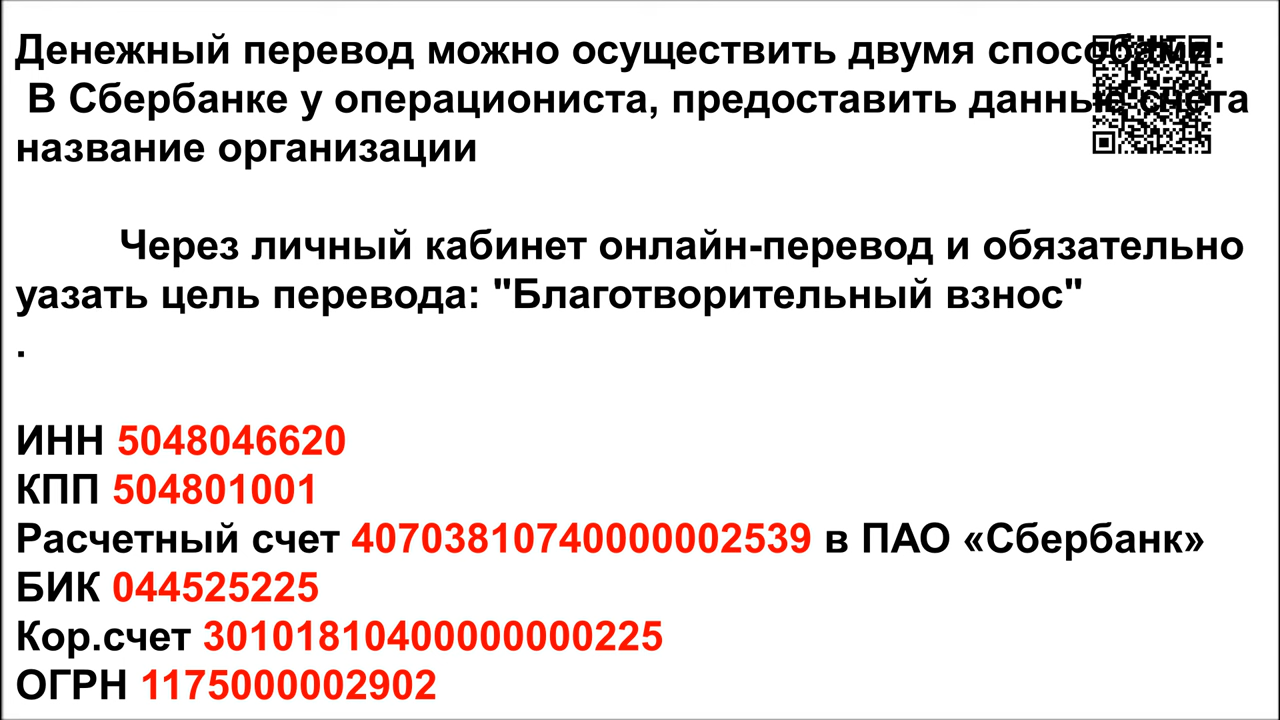 Денежный перевод можно осуществить двумя способами:
В Сбербанке у операциониста, предоставить данные счета
название организации
Через личный кабинет онлайн-перевод и обязательно
уазать цель перевода: "Благотворительный взнос"
.
ИНН 5048046620
КПП 504801001
Расчетный счет 40703810740000002539 в ПАО «Сбербанк»
БИК 044525225
Кор.счет 30101810400000000225
ОГРН 1175000002902